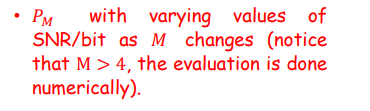 • P_M with varying values of
SNR/bit as M changes (notice
that M > 4, the evaluation is done
numerically).